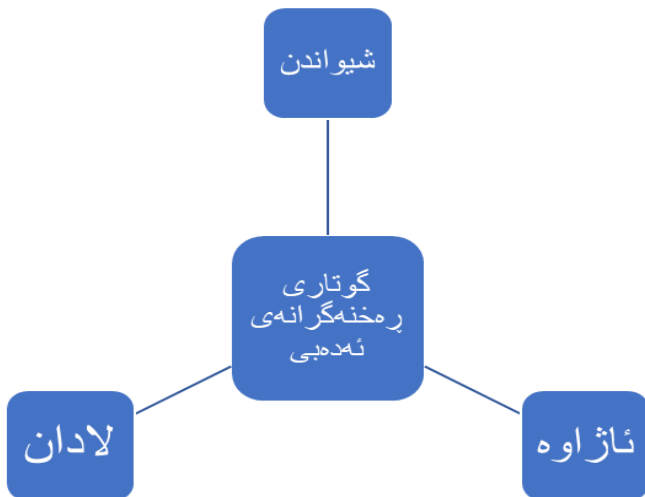 شیواندن
گوتاری
ڕەخنەگرانەی
ئەدەبی
ئاژاوە
لادان